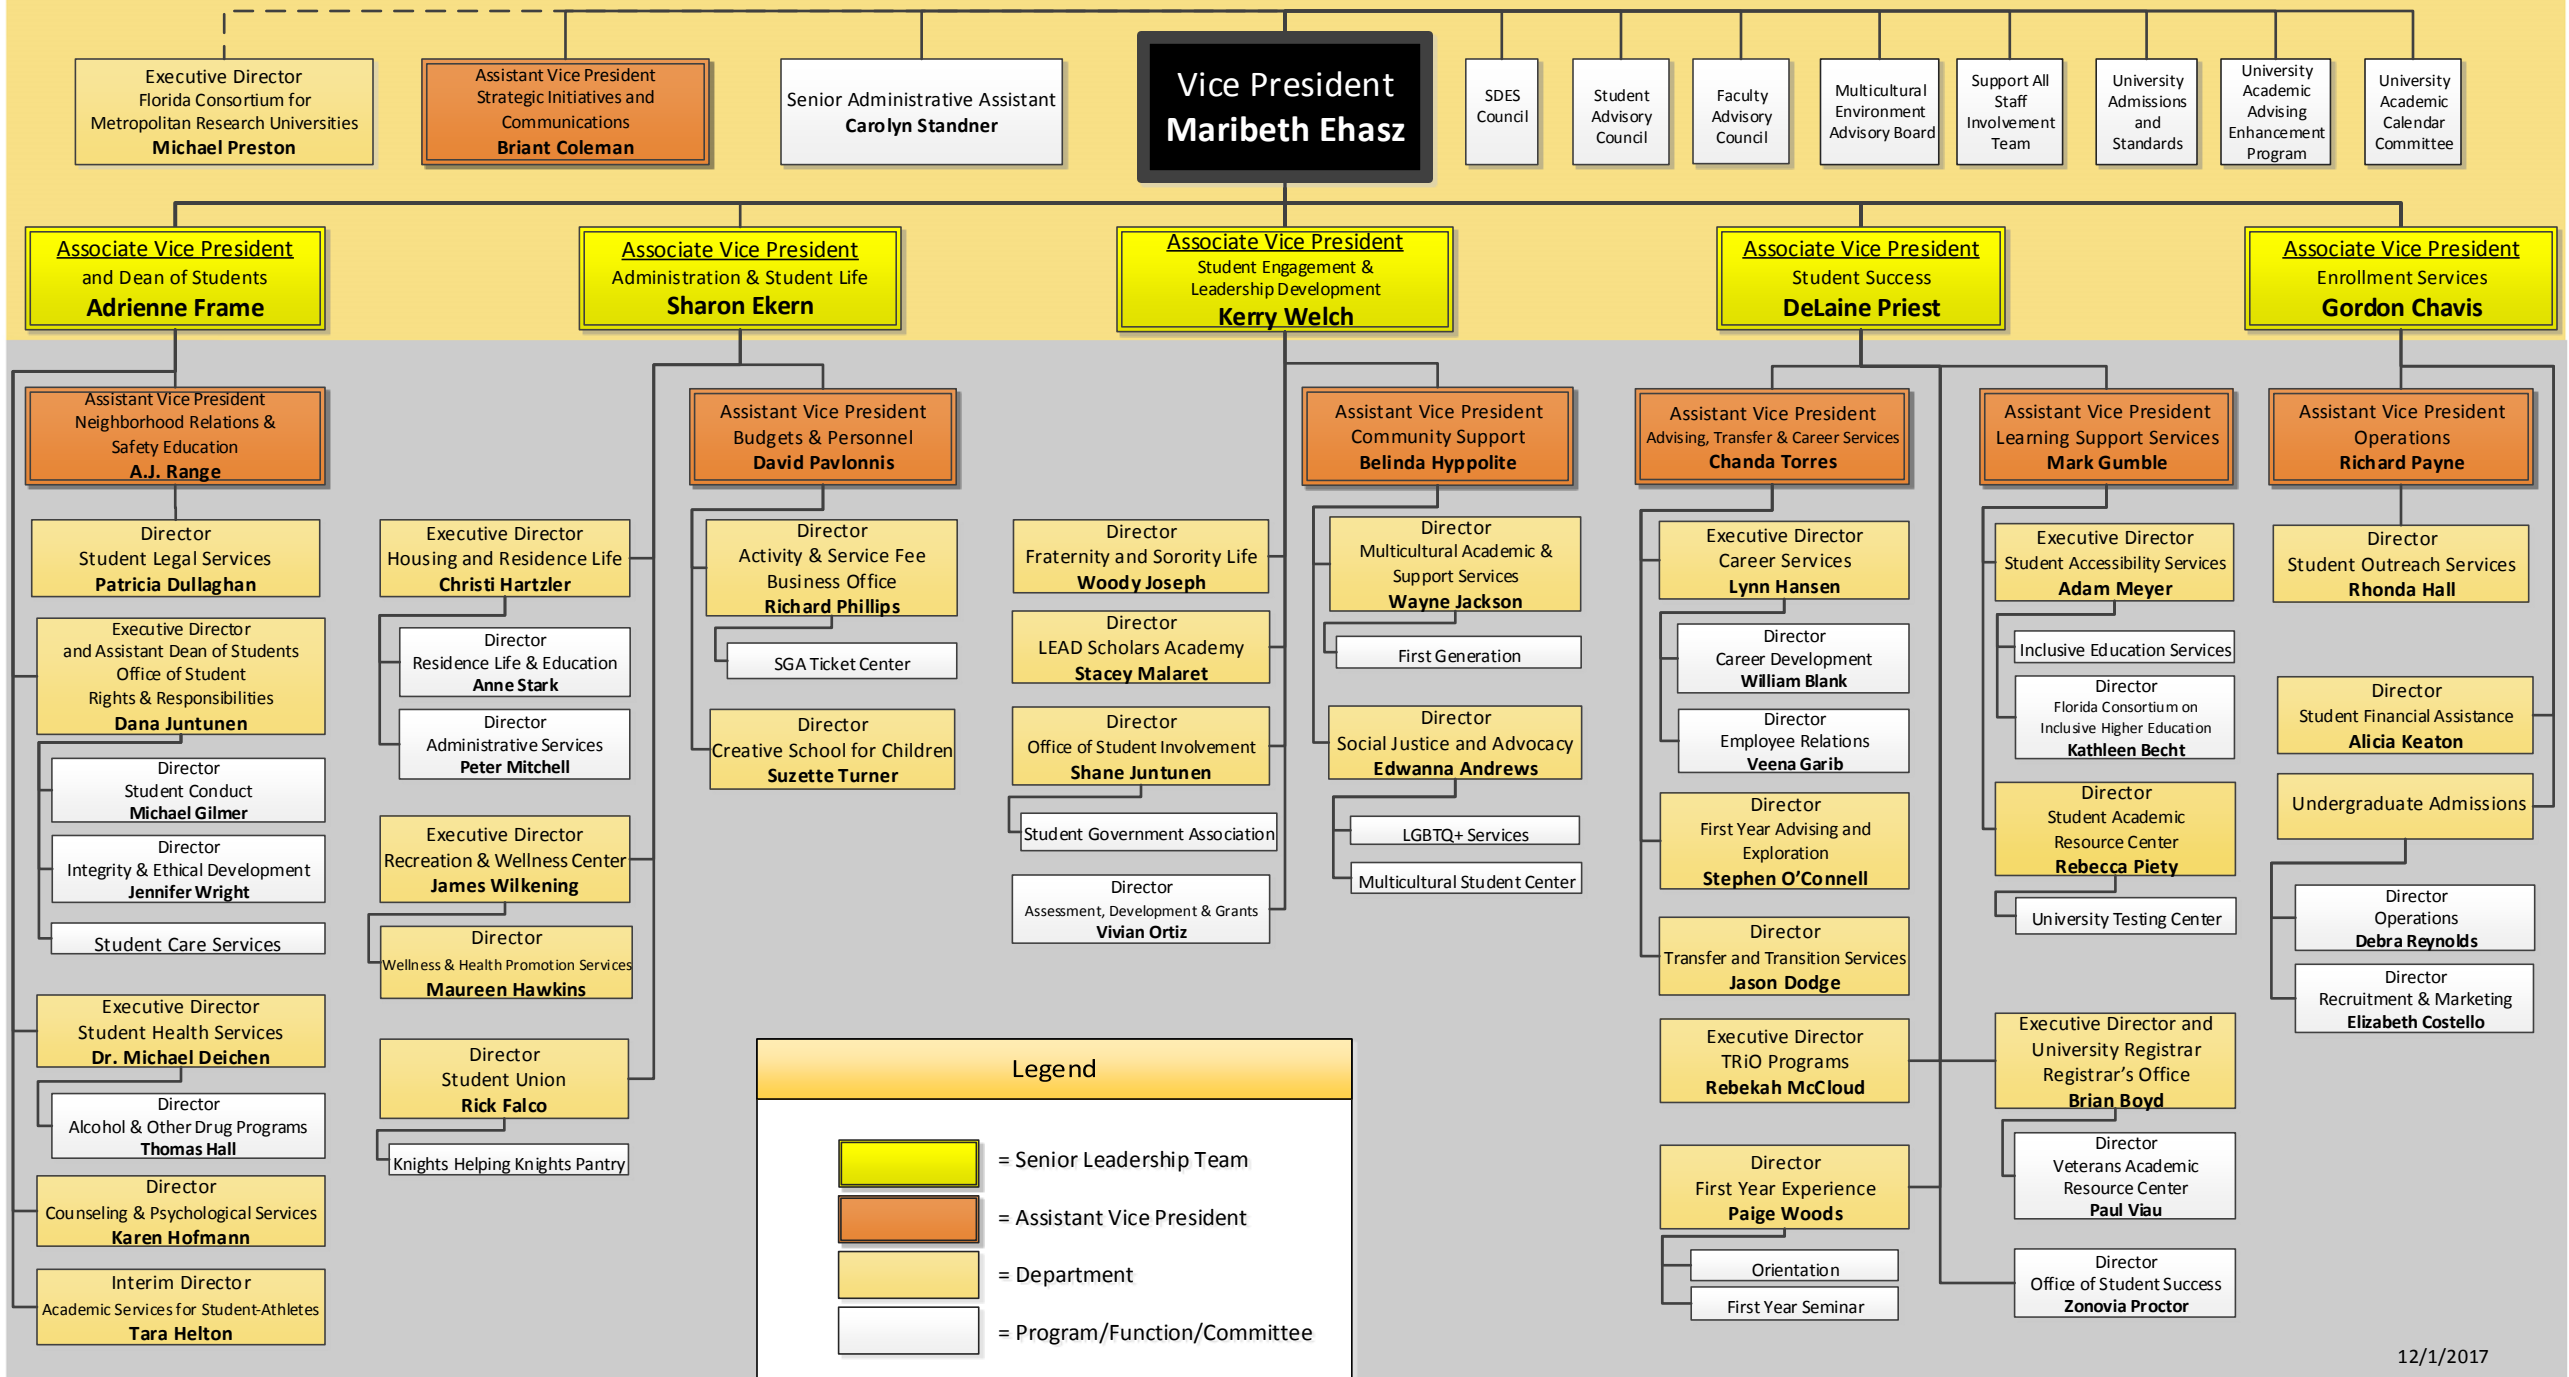 Executive Director
Florida Consortium for
Metropolitan Research Universities
Michael Preston
Assistant Vice President
Strategic Initiatives and
Communications
Briant Coleman
Senior Administrative Assistant
Carolyn Standner
Vice President
Maribeth Ehasz
SDES
Council
Student
Advisory
Council
Faculty
Advisory
Council
Multicultural
Environment
Advisory Board
Support All
Staff
Involvement
Team
University
Admissions
and
Standards
University
Academic
Advising
Enhancement
Program
University
Academic
Calendar
Committee
Associate Vice President
and Dean of Students
Adrienne Frame
Associate Vice President
Administration & Student Life
Sharon Ekern
Associate Vice President
Student Engagement &
Leadership Development
Kerry Welch
Associate Vice President
Student Success
DeLaine Priest
Associate Vice President
Enrollment Services
Gordon Chavis
Assistant Vice President
Neighborhood Relations &
Safety Education
A.J. Range
Director
Student Legal Services
Patricia Dullaghan
Executive Director
and Assistant Dean of Students
Office of Student
Rights & Responsibilities
Dana Juntunen
Director
Student Conduct
Michael Gilmer
Director
Integrity & Ethical Development
Jennifer Wright
Student Care Services
Executive Director
Student Health Services
Dr. Michael Deichen
Director
Alcohol & Other Drug Programs
Thomas Hall
Director
Counseling & Psychological Services
Karen Hofmann
Interim Director
Academic Services for Student-Athletes
Tara Helton
Executive Director
Housing and Residence Life
Christi Hartzler
Director
Residence Life & Education
Anne Stark
Director
Administrative Services
Peter Mitchell
Executive Director
Recreation & Wellness Center
James Wilkening
Director
Wellness & Health Promotion Services
Maureen Hawkins
Director
Student Union
Rick Falco
Knights Helping Knights Pantry
Assistant Vice President
Budgets & Personnel
David Pavlonnis
Director
Activity & Service Fee
Business Office
Richard Phillips
SGA Ticket Center
Director
Creative School for Children
Suzette Turner
Director
Fraternity and Sorority Life
Woody Joseph
Director
LEAD Scholars Academy
Stacey Malaret
Director
Office of Student Involvement
Shane Juntunen
Student Government Association
Director
Assessment, Development & Grants
Vivian Ortiz
Assistant Vice President
Community Support
Belinda Hyppolite
Director
Multicultural Academic &
Support Services
Wayne Jackson
First Generation
Director
Social Justice and Advocacy
Edwanna Andrews
LGBTQ+ Services
Multicultural Student Center
Assistant Vice President
Advising, Transfer & Career Services
Chanda Torres
Executive Director
Career Services
Lynn Hansen
Director
Career Development
William Blank
Director
Employee Relations
Veena Garib
Director
First Year Advising and
Exploration
Stephen O'Connell
Director
Transfer and Transition Services
Jason Dodge
Executive Director
TRiO Programs
Rebekah McCloud
Director
First Year Experience
Paige Woods
Orientation
First Year Seminar
Assistant Vice President
Learning Support Services
Mark Gumble
Executive Director
Student Accessibility Services
Adam Meyer
Inclusive Education Services
Director
Florida Consortium on
Inclusive Higher Education
Kathleen Becht
Director
Student Academic
Resource Center
Rebecca Piety
University Testing Center
Executive Director and
University Registrar
Registrar's Office
Brian Boyd
Director
Veterans Academic
Resource Center
Paul Viau
Director
Office of Student Success
Zonovia Proctor
Assistant Vice President
Operations
Richard Payne
Director
Student Outreach Services
Rhonda Hall
Director
Student Financial Assistance
Alicia Keaton
Undergraduate Admissions
Director
Operations
Debra Reynolds
Director
Recruitment & Marketing
Elizabeth Costello
Legend
= Senior Leadership Team
= Assistant Vice President
= Department
= Program/Function/Committee
12/1/2017